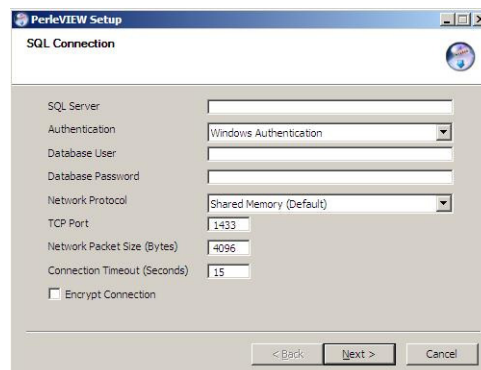 PerleVIEW Setup
SQL Connection
SQL Server
Authentication Windows Authentication
Database User
Database Password
Network Protocol Shared Memory (Default)
TCP Port 1433
Network Packet Size (Bytes) 4096
Connection Timeout (Seconds) 15
Encrypt Connection
< Back Next > Cancel